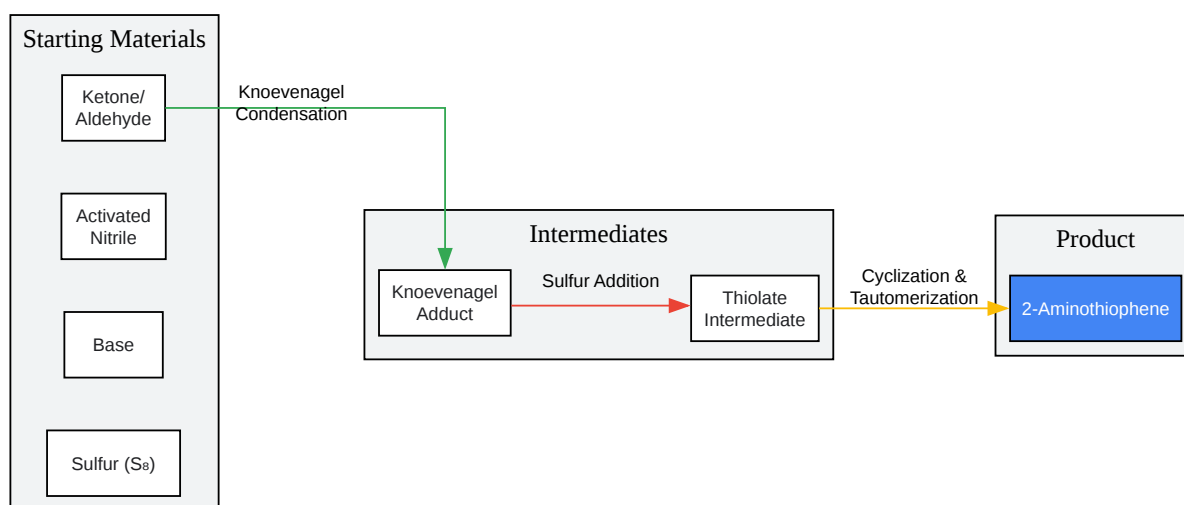 Starting Materials
Ketone/
Aldehyde
Activated
Nitrile
Base
Sulfur (S₈)
Knoevenagel
Condensation
Intermediates
Knoevenagel
Adduct
Sulfur Addition
Thiolate
Intermediate
Cyclization &
Tautomerization
Product
2-Aminothiophene